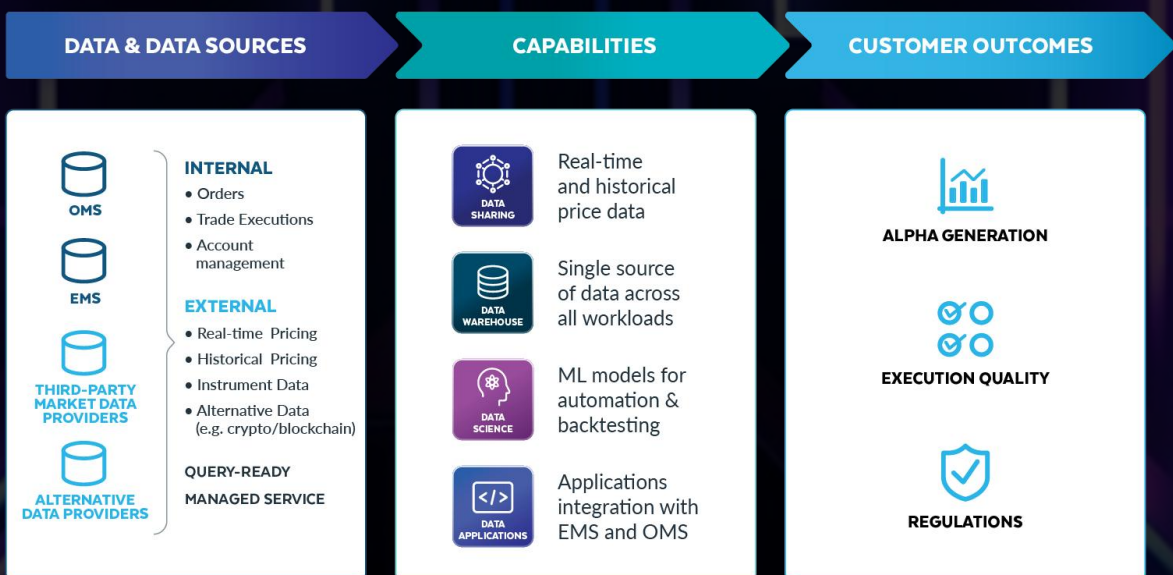 DATA & DATA SOURCES
CAPABILITIES
CUSTOMER OUTCOMES
OMS
EMS
THIRD-PARTY
MARKET DATA
PROVIDERS
ALTERNATIVE
DATA PROVIDERS
INTERNAL
• Orders
• Trade Executions
• Account
management
EXTERNAL
• Real-time Pricing
• Historical Pricing
• Instrument Data
• Alternative Data
(e.g. crypto/blockchain)
QUERY-READY
MANAGED SERVICE
DATA
SHARING
Real-time
and historical
price data
DATA
WAREHOUSE
Single source
of data across
all workloads
DATA
SCIENCE
ML models for
automation &
backtesting
</>
DATA
APPLICATIONS
Applications
integration with
EMS and OMS
ALPHA GENERATION
EXECUTION QUALITY
REGULATIONS